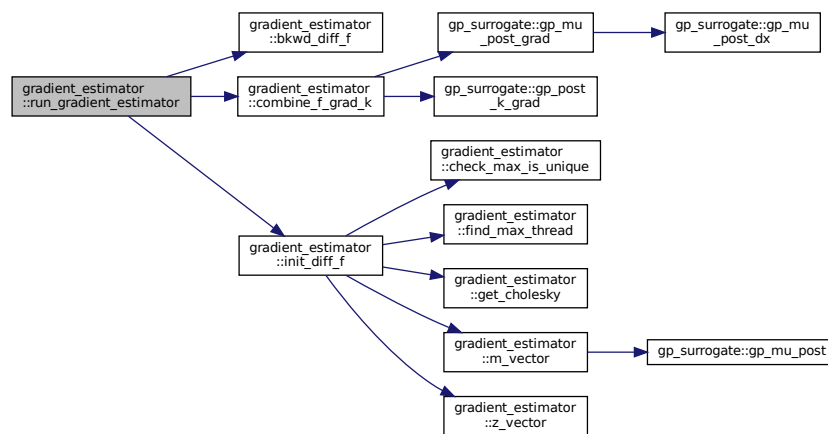 gradient_estimator
::run_gradient_estimator
gradient_estimator
::bkwd_diff_f
gradient_estimator
::combine_f_grad_k
gp_surrogate::gp_mu
_post_grad
gp_surrogate::gp_mu
_post_dx
gp_surrogate::gp_post
_k_grad
gradient_estimator
::init_diff_f
gradient_estimator
::check_max_is_unique
gradient_estimator
::find_max_thread
gradient_estimator
::get_cholesky
gradient_estimator
::m_vector
gp_surrogate::gp_mu_post
gradient_estimator
::z_vector